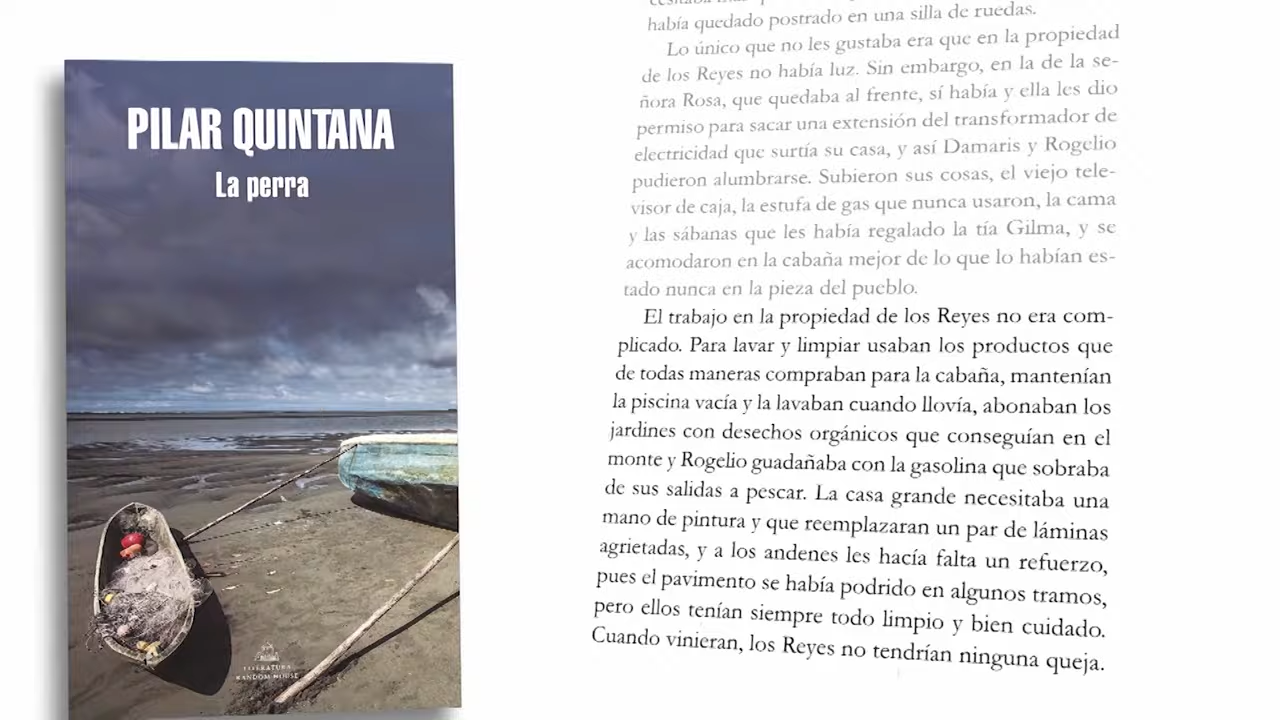 PILAR QUINTANA
La perra
LITERATURA
RANDOM HOUSE
había quedado postrado en una silla de ruedas.
Lo único que no les gustaba era que en la propiedad
de los Reyes no había luz. Sin embargo, en la de la se-
ñora Rosa, que quedaba al frente, sí había y ella les dio
permiso para sacar una extensión del transformador de
electricidad que surtía su casa, y así Damaris y Rogelio
pudieron alumbrarse. Subieron sus cosas, el viejo tele-
visor de caja, la estufa de gas que nunca usaron, la cama
y las sábanas que les había regalado la tía Gilma, y se
acomodaron en la cabaña mejor de lo que lo habían es-
tado nunca en la pieza del pueblo.
El trabajo en la propiedad de los Reyes no era com-
plicado. Para lavar y limpiar usaban los productos que
de todas maneras compraban para la cabaña, mantenían
la piscina vacía y la lavaban cuando llovía, abonaban los
jardines con desechos orgánicos que conseguían en el
monte y Rogelio guadañaba con la gasolina que sobraba
de sus salidas a pescar. La casa grande necesitaba una
mano de pintura y que reemplazaran un par de láminas
agrietadas, y a los andenes les hacía falta un refuerzo,
pues el pavimento se había podrido en algunos tramos,
pero ellos tenían siempre todo limpio y bien cuidado.
Cuando vinieran, los Reyes no tendrían ninguna queja.